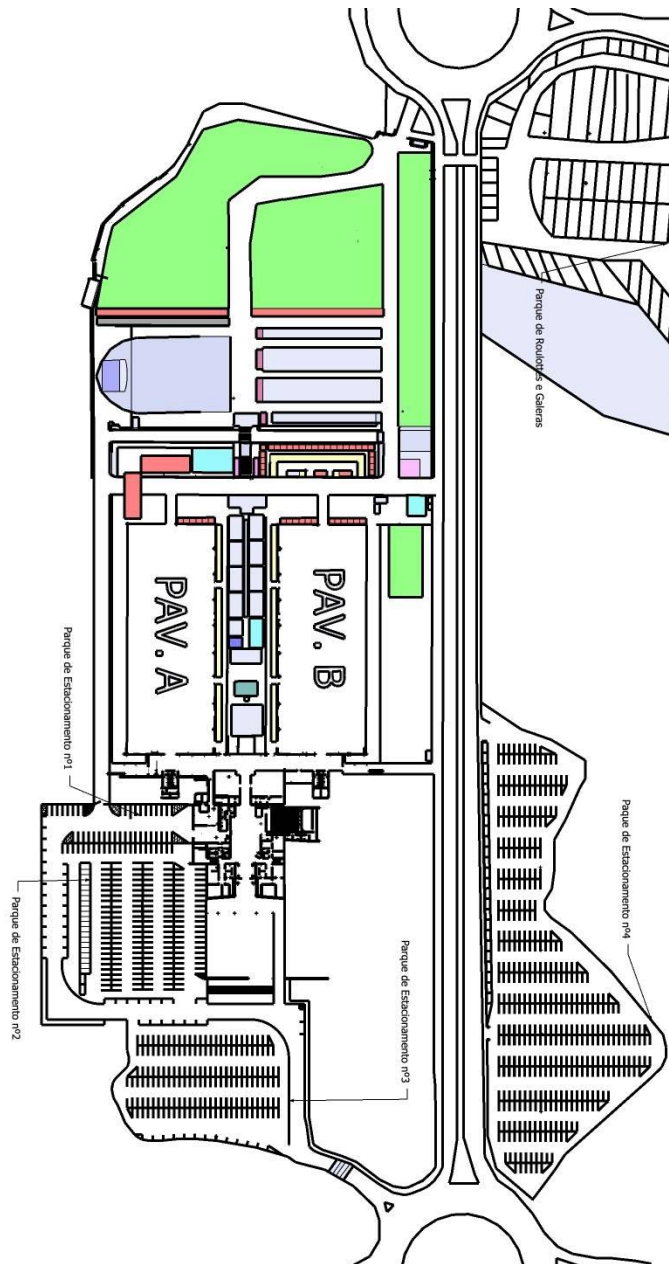 Parque de Roulottes e Galeras
PAV. A
PAV. B
Parque de Estacionamento nº1
Paque de Estacionamento nº4
Parque de Estacionamento nº3
Parque de Estacionamento nº2